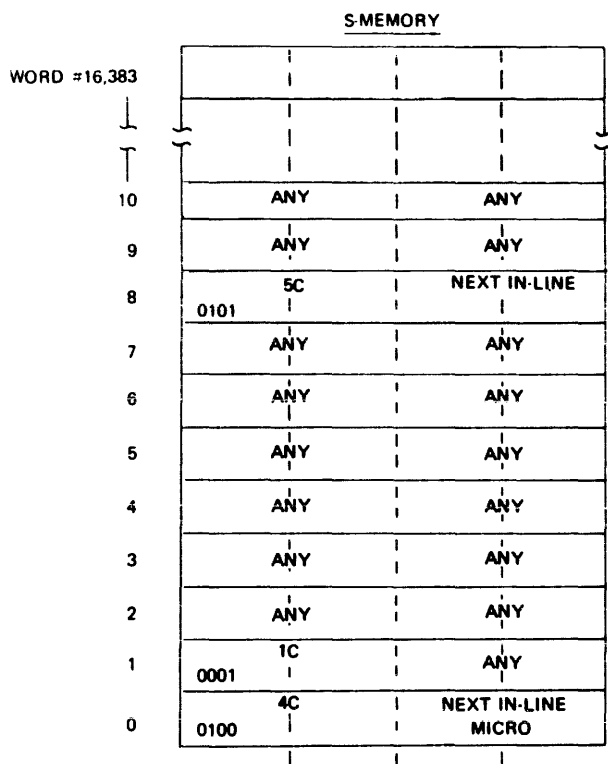 S-MEMORY
WORD #16,383
10 ANY ANY
9 ANY ANY
5C NEXT IN-LINE
8
0101
7 ANY ANY
6 ANY ANY
5 ANY ANY
4 ANY ANY
3 ANY ANY
2 ANY ANY
1C
1 ANY
0001
4C NEXT IN-LINE
0 0100 MICRO